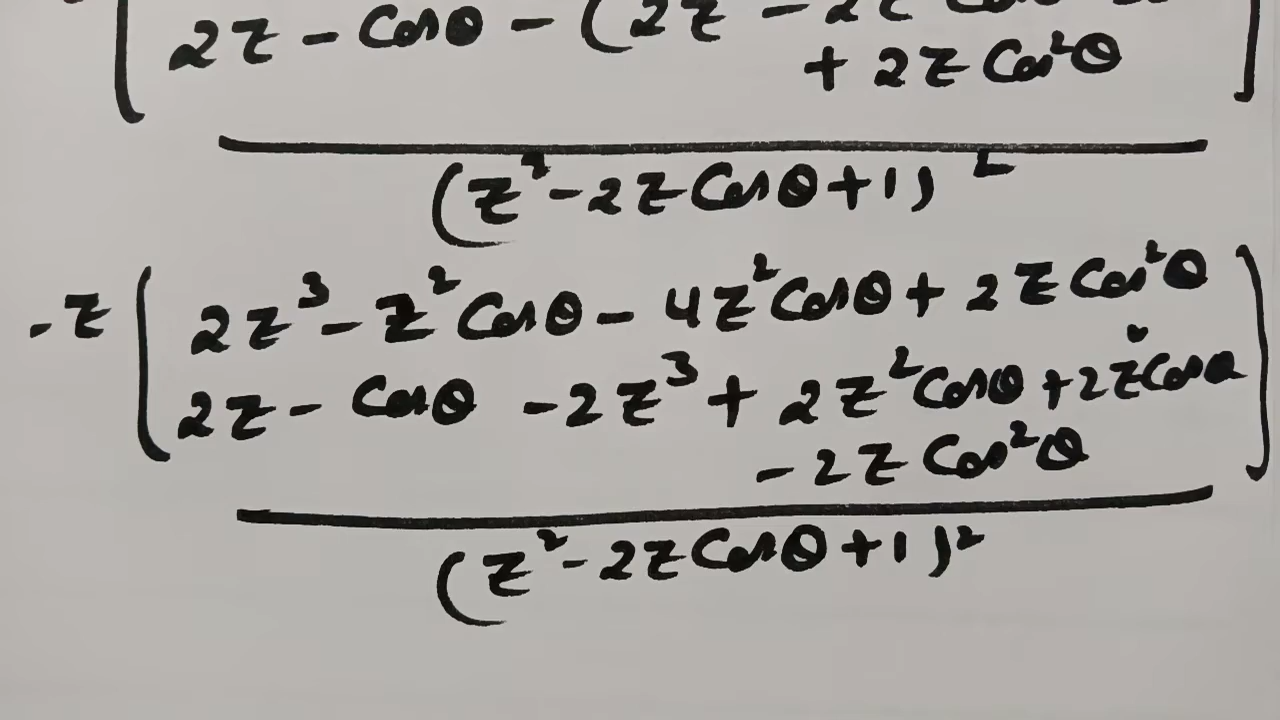 2z - Cosθ - (2z - 2z
+ 2z Cos²θ
(z² - 2z Cosθ + 1)²
-z [ 2z³ - z² Cosθ - 4z² Cosθ + 2z Cos²θ
2z - Cosθ - 2z³ + 2z² Cosθ + 2z² Cosθ
- 2z Cos²θ ]
(z² - 2z Cosθ + 1)²